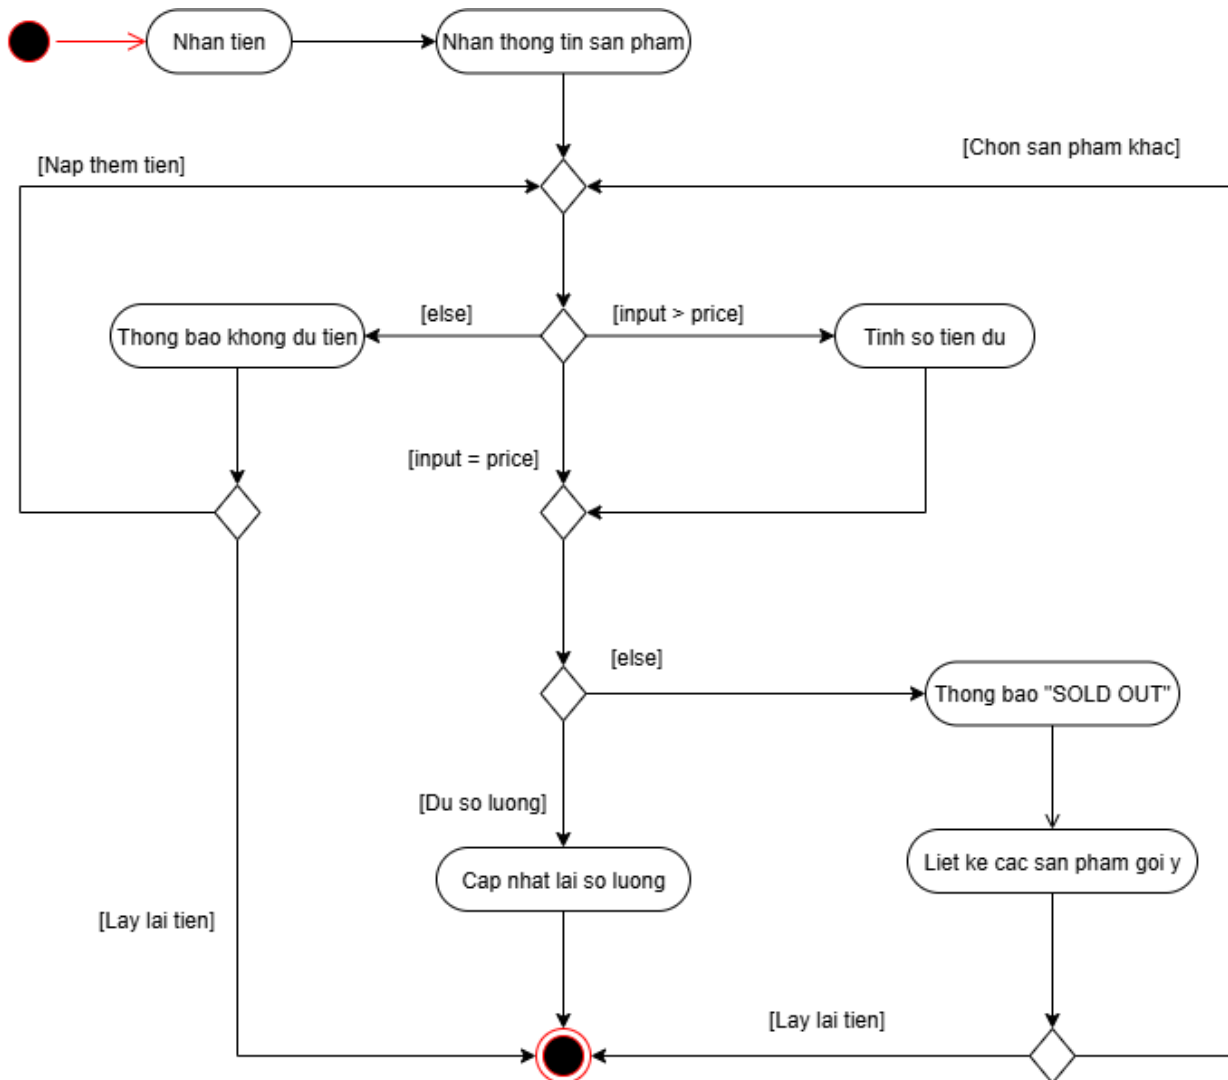 Nhan tien
Nhan thong tin san pham
[Nap them tien]
[Chon san pham khac]
[else]
[input > price]
Thong bao khong du tien
Tinh so tien du
[input = price]
[else]
Thong bao "SOLD OUT"
[Du so luong]
Cap nhat lai so luong
Liet ke cac san pham goi y
[Lay lai tien]
[Lay lai tien]